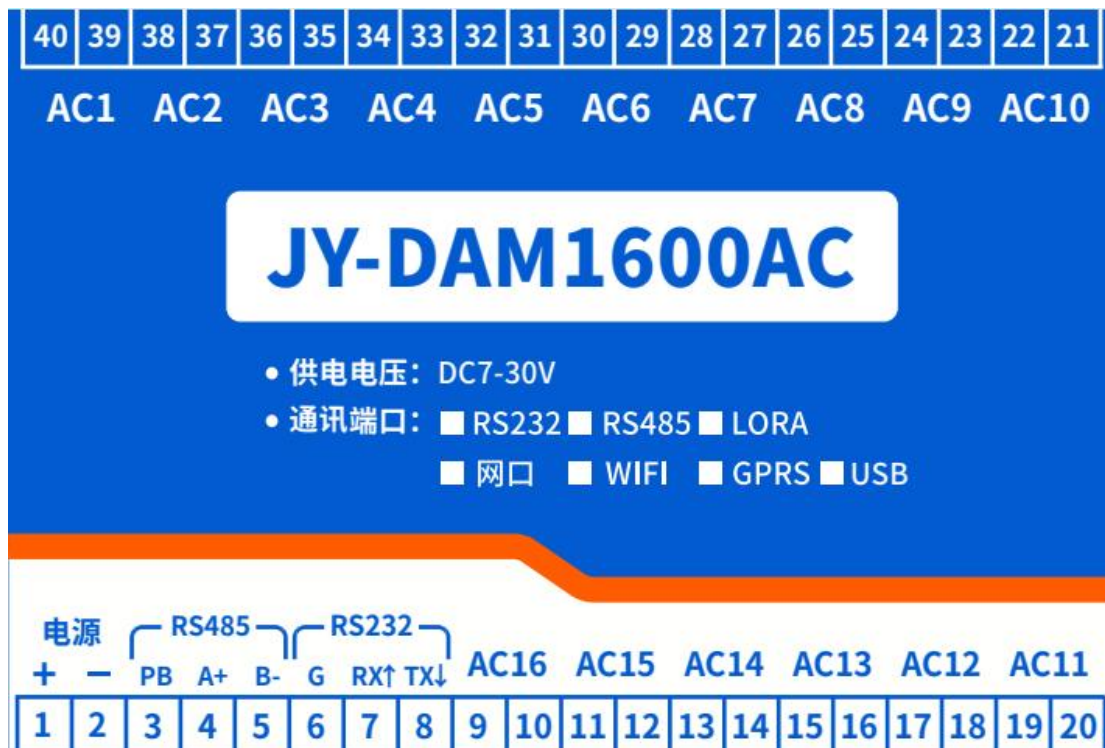 40 39 38 37 36 35 34 33 32 31 30 29 28 27 26 25 24 23 22 21
AC1 AC2 AC3 AC4 AC5 AC6 AC7 AC8 AC9 AC10
JY-DAM1600AC
• 供电电压：DC7-30V
• 通讯端口：■ RS232 ■ RS485 ■ LORA
■ 网口 ■ WIFI ■ GPRS ■ USB
电源 RS485 RS232
+ − PB A+ B- G RX↑ TX↓ AC16 AC15 AC14 AC13 AC12 AC11
1 2 3 4 5 6 7 8 9 10 11 12 13 14 15 16 17 18 19 20